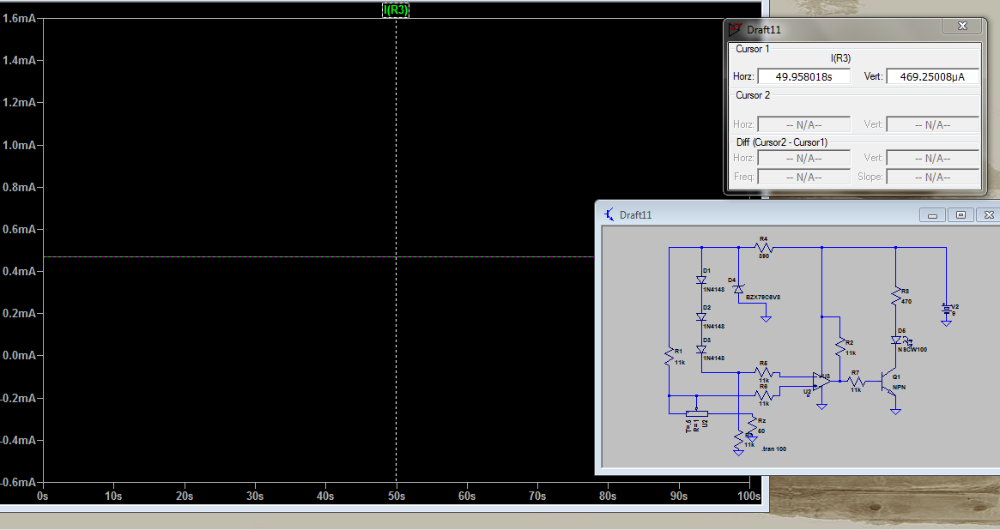 I(R3)
1.6mA
1.4mA
1.2mA
1.0mA
0.8mA
0.6mA
0.4mA
0.2mA
0.0mA
-0.2mA
-0.4mA
-0.6mA
0s 10s 20s 30s 40s 50s 60s 70s 80s 90s 100s
Draft11
Cursor 1
I(R3)
Horz: 49.958018s Vert: 469.25008µA
Cursor 2
Horz: -- N/A-- Vert: -- N/A--
Diff (Cursor2 - Cursor1)
Horz: -- N/A-- Vert: -- N/A--
Freq: -- N/A-- Slope: -- N/A--
Draft11
R4
390
D1
1N4148
D4
BZX79C6V8
D2
1N4148
D3
1N4148
R1
11k
R5
11k
R6
11k
U3
U2
R2
11k
R7
11k
R8
470
D5
NSCW100
Q1
NPN
V2
9
T=.5
R=1
U2
Rz
50
11k
.tran 100